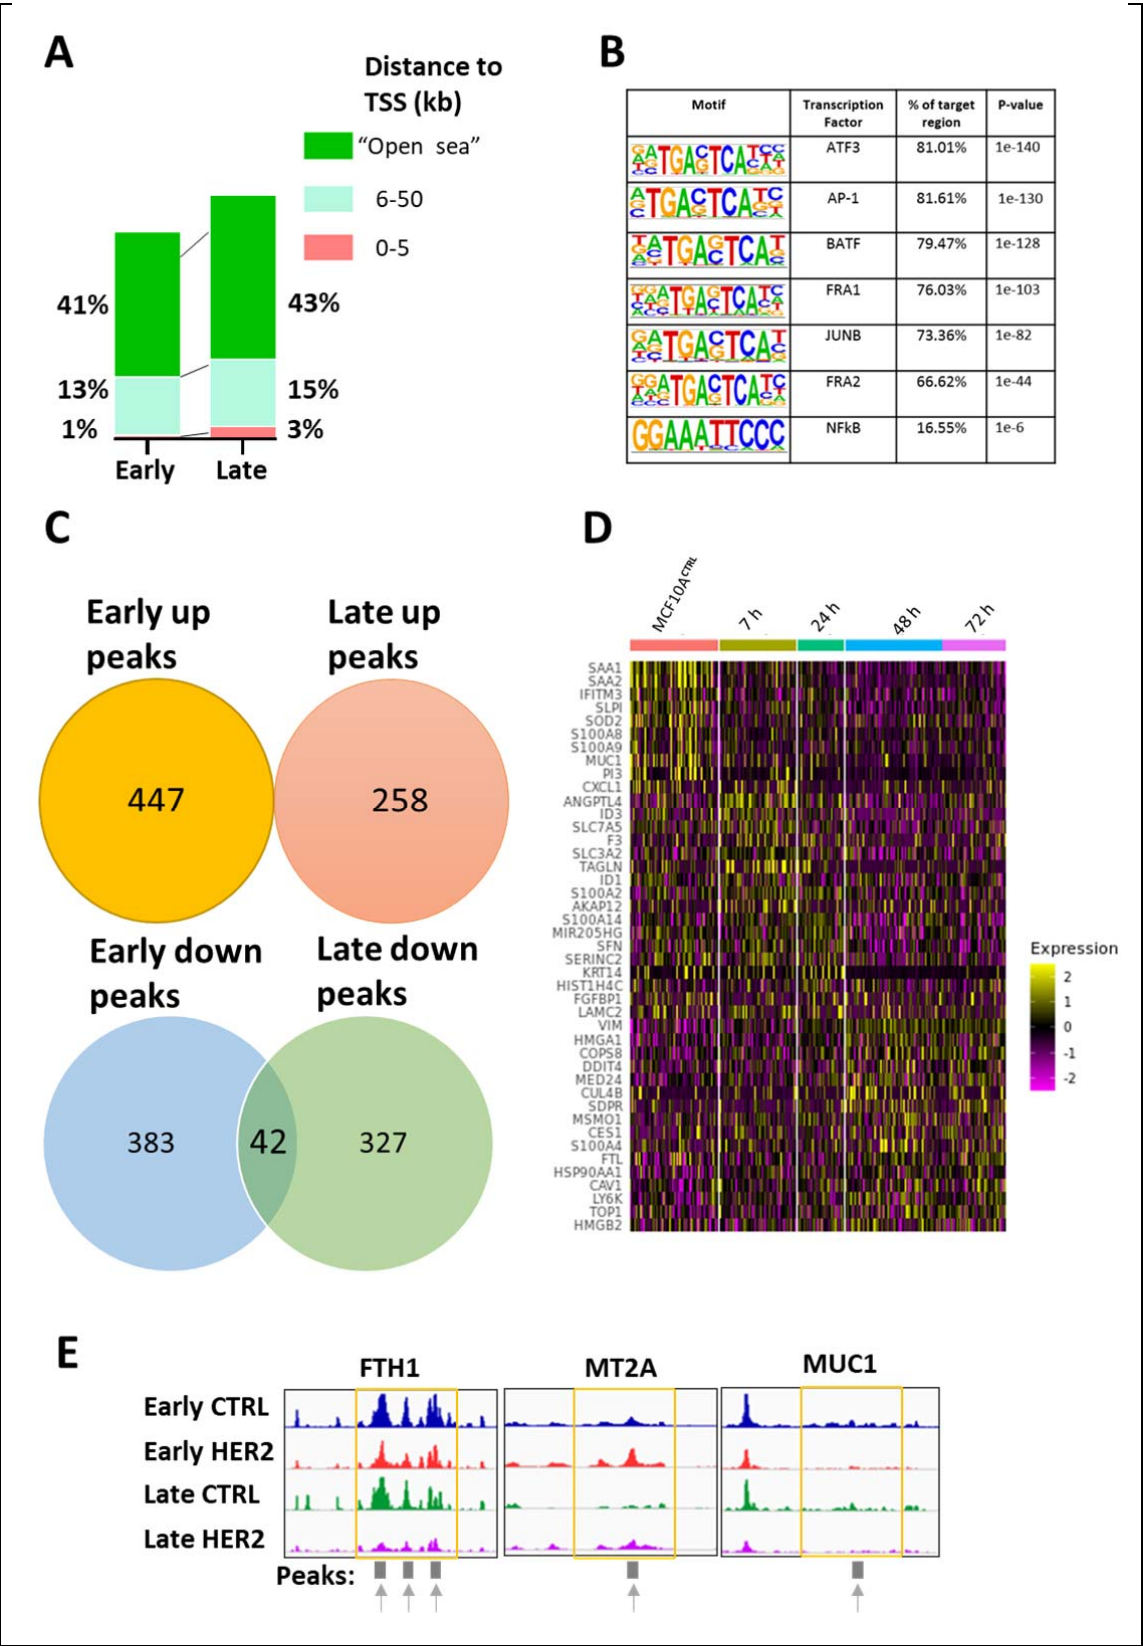 A
Distance to
TSS (kb)
“Open sea”
6-50
0-5
41%
13%
1%
43%
15%
3%
Early
Late
B
Motif Transcription Factor % of target region P-value
ATF3 81.01% 1e-140
AP-1 81.61% 1e-130
BATF 79.47% 1e-128
FRA1 76.03% 1e-103
JUNB 73.36% 1e-82
FRA2 66.62% 1e-44
GGAAATTCCC NFkB 16.55% 1e-6
C
Early up
peaks
Late up
peaks
447
258
Early down
peaks
Late down
peaks
383
42
327
D
MCF10ACTRL
7 h
24 h
48 h
72 h
SAA1
SAA2
IFITM3
SLPI
SOD2
S100A8
S100A9
MUC1
PI3
CXCL1
ANGPTL4
ID3
SLC7A5
F3
SLC3A2
TAGLN
ID1
S100A2
AKAP12
S100A14
MIR205HG
SFN
SERINC2
KRT14
HIST1H4C
FGFBP1
LAMC2
VIM
HMGA1
COPS8
DDIT4
MED24
CUL4B
SDPR
MSMO1
CES1
S100A4
FTL
HSP90AA1
CAV1
LY6K
TOP1
HMGB2
Expression
2
1
0
-1
-2
E
FTH1
MT2A
MUC1
Early CTRL
Early HER2
Late CTRL
Late HER2
Peaks: